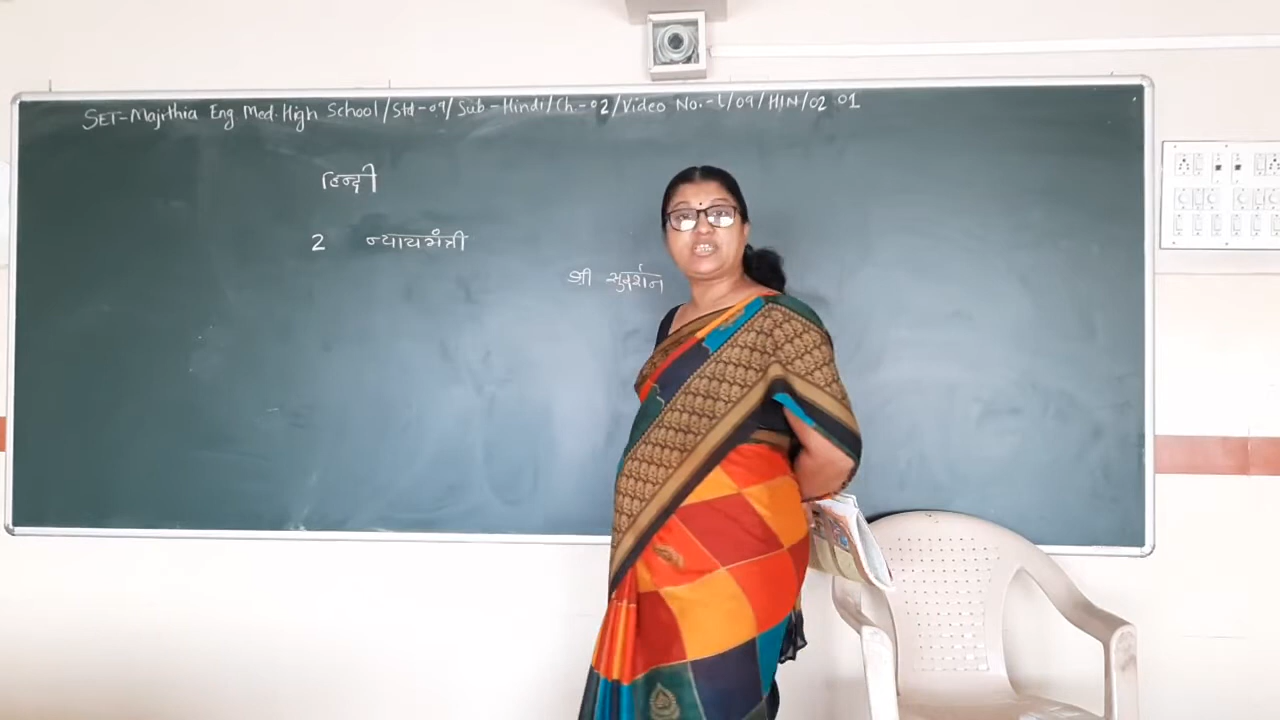 SET-Majithia Eng Med. High School/Std-09/Sub-Hindi/Ch.-02/Video No.-L/09/HIN/02 01
हिन्दी
2 न्यायमंत्री
श्री सुदर्शन